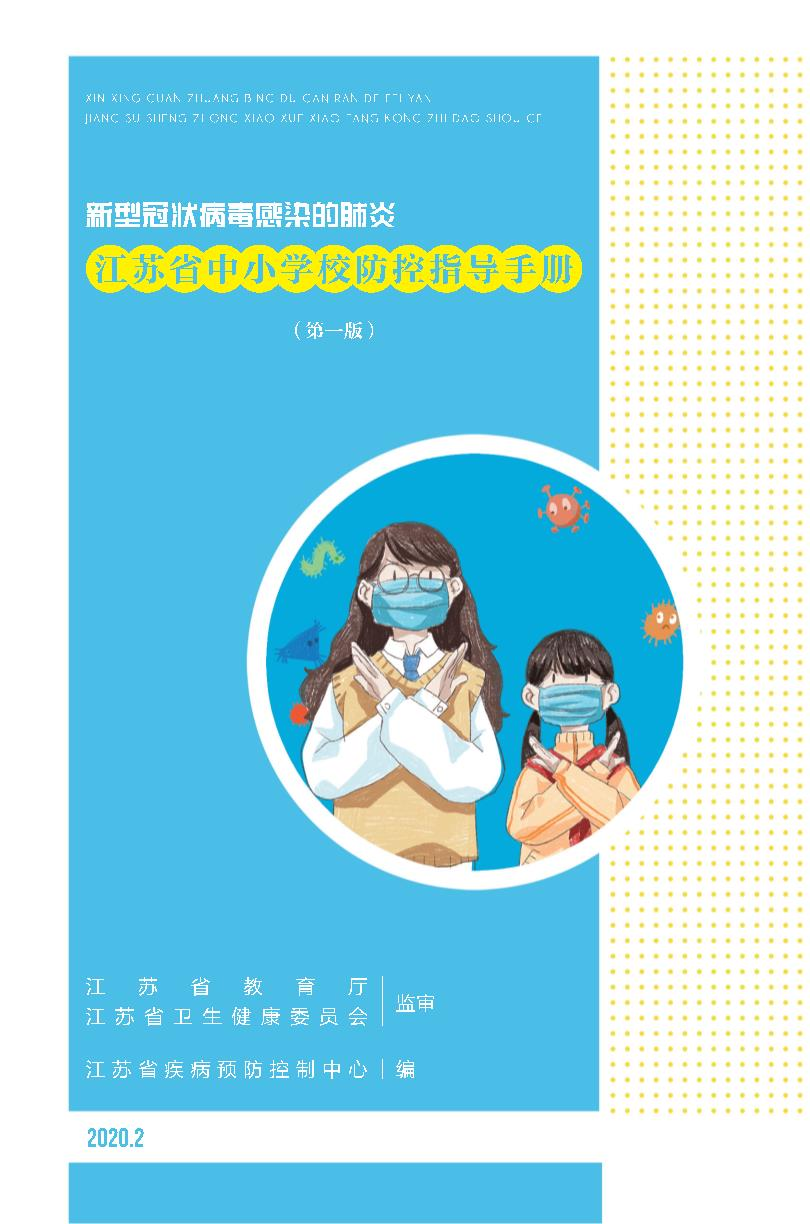 XIN XING GUAN ZHUANG BING DU GAN RAN DE FEI YAN
JIANG SU SHENG ZHONG XIAO XUE XIAO FANG KONG ZHI DAO SHOU CE
新型冠状病毒感染的肺炎
江苏省中小学校防控指导手册
（第一版）
江苏省教育厅
江苏省卫生健康委员会
监审
江苏省疾病预防控制中心 | 编
2020.2